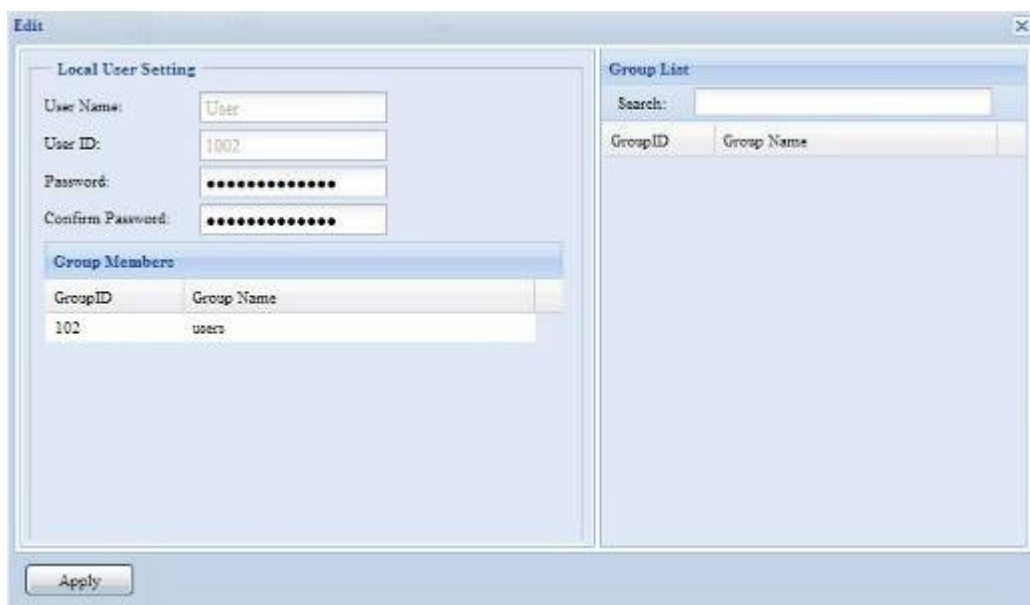 Edit
Local User Setting
User Name: User
User ID: 1002
Password: •••••••••••••
Confirm Password: •••••••••••••
Group Members
GroupID Group Name
102 users
Group List
Search:
GroupID Group Name
Apply